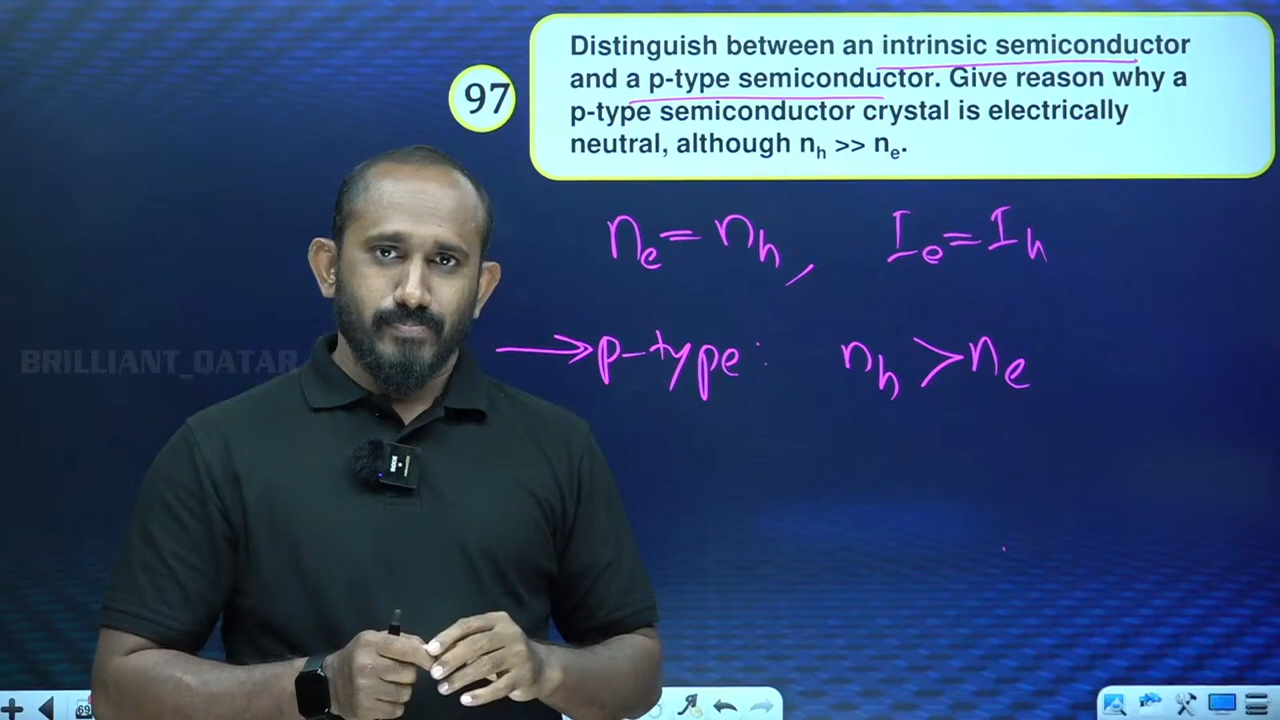 Distinguish between an intrinsic semiconductor
97
and a p-type semiconductor. Give reason why a
p-type semiconductor crystal is electrically
neutral, although nh >> ne.
ne = nh, Ie = Ih
BRILLIANT_QATAR
→ p-type: nh > ne
69